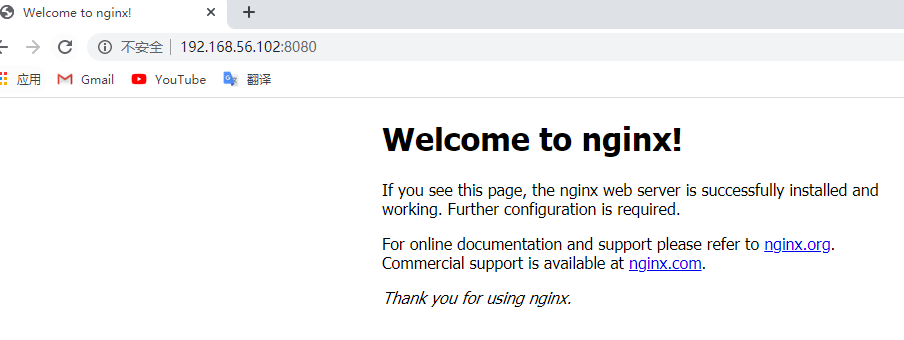 Welcome to nginx!
不安全 192.168.56.102:8080
应用 Gmail YouTube 翻译
Welcome to nginx!
If you see this page, the nginx web server is successfully installed and
working. Further configuration is required.
For online documentation and support please refer to nginx.org.
Commercial support is available at nginx.com.
Thank you for using nginx.